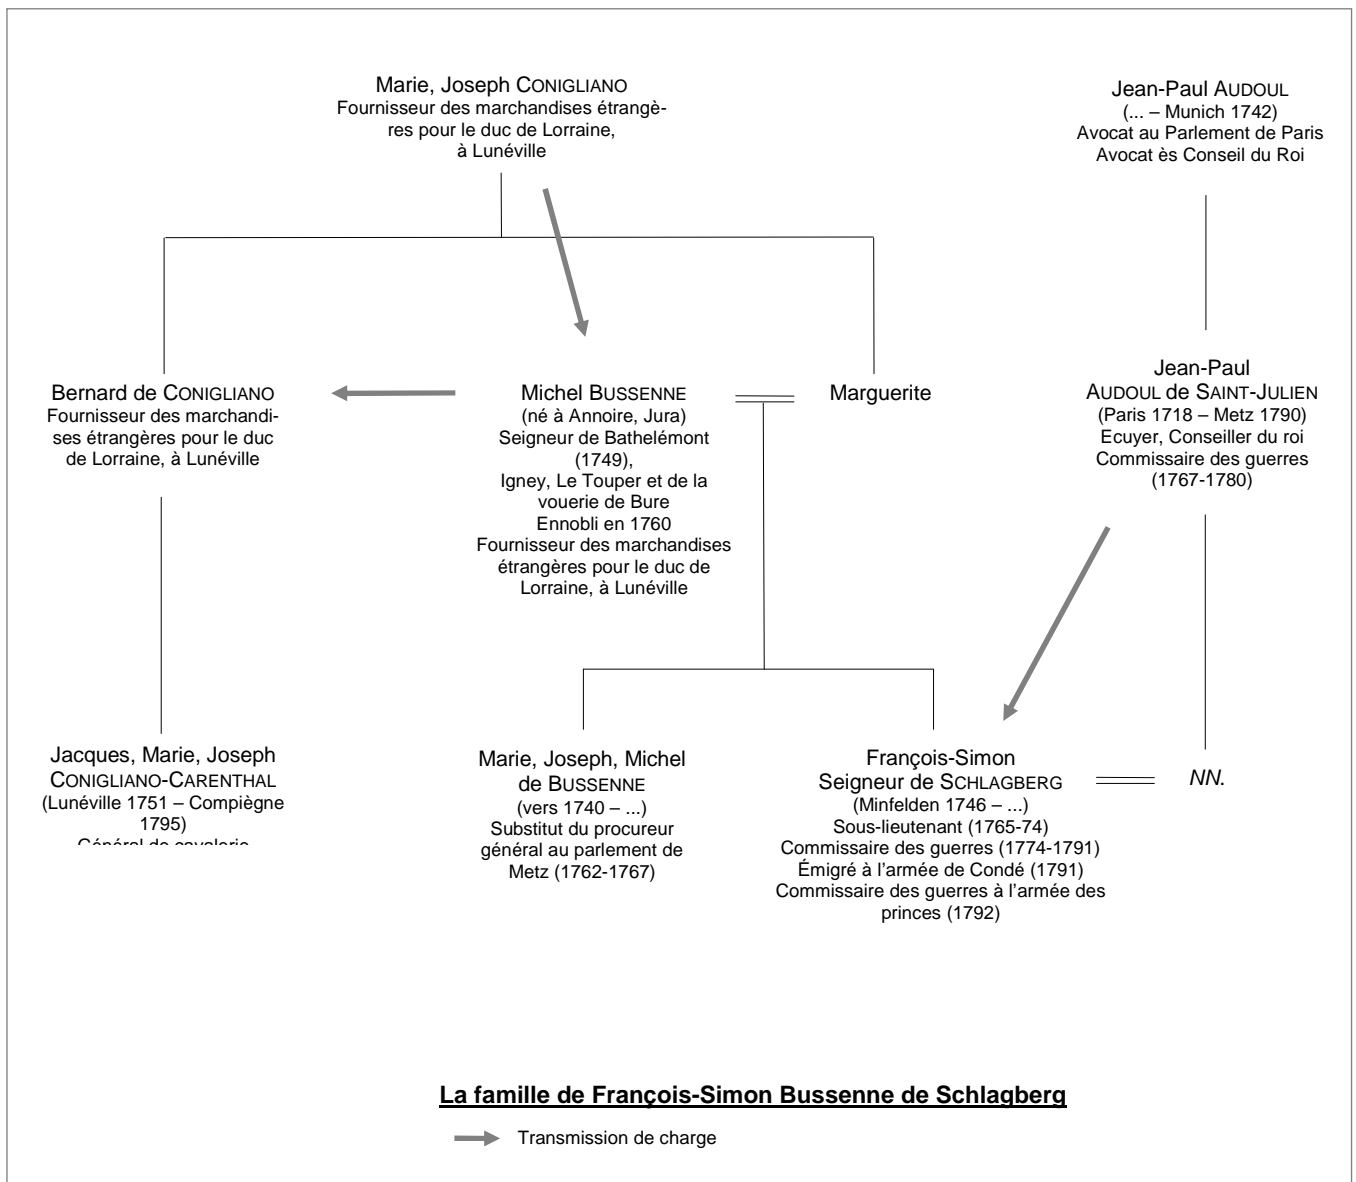 Marie, Joseph CONIGLIANO
Fournisseur des marchandises étrangè-
res pour le duc de Lorraine,
à Lunéville
Jean-Paul AUDOUL
(... – Munich 1742)
Avocat au Parlement de Paris
Avocat ès Conseil du Roi
Bernard de CONIGLIANO
Fournisseur des marchandi-
ses étrangères pour le duc
de Lorraine, à Lunéville
Michel BUSSENNE
(né à Annoire, Jura)
Seigneur de Bathelémont
(1749),
Igney, Le Touper et de la
vouerie de Bure
Ennobli en 1760
Fournisseur des marchandises
étrangères pour le duc de
Lorraine, à Lunéville
Marguerite
Jean-Paul
AUDOUL de SAINT-JULIEN
(Paris 1718 – Metz 1790)
Ecuyer, Conseiller du roi
Commissaire des guerres
(1767-1780)
Jacques, Marie, Joseph
CONIGLIANO-CARENTHAL
(Lunéville 1751 – Compiègne
1795)
Général de cavalerie
Marie, Joseph, Michel
de BUSSENNE
(vers 1740 – ...)
Substitut du procureur
général au parlement de
Metz (1762-1767)
François-Simon
Seigneur de SCHLAGBERG
(Minfelden 1746 – ...)
Sous-lieutenant (1765-74)
Commissaire des guerres (1774-1791)
Émigré à l'armée de Condé (1791)
Commissaire des guerres à l'armée des
princes (1792)
NN.
La famille de François-Simon Bussenne de Schlagberg
Transmission de charge